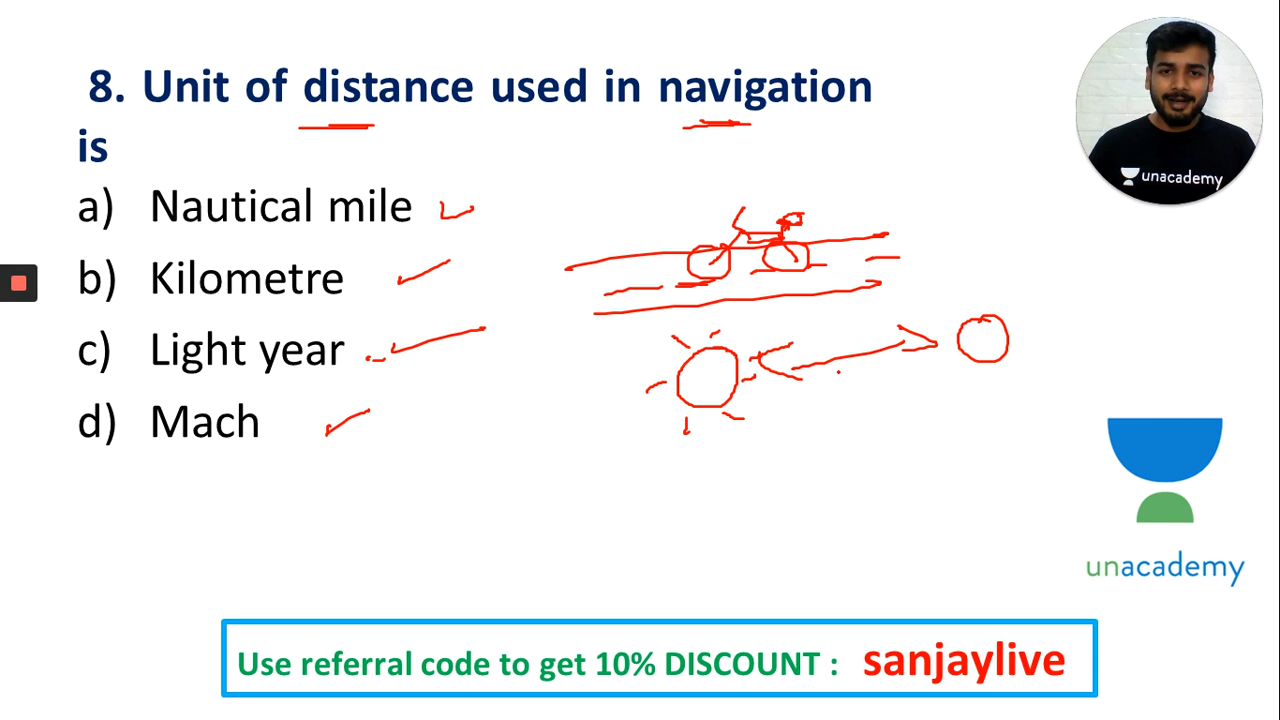 8. Unit of distance used in navigation
is
a) Nautical mile
b) Kilometre
c) Light year
d) Mach
unacademy
unacademy
Use referral code to get 10% DISCOUNT : sanjaylive